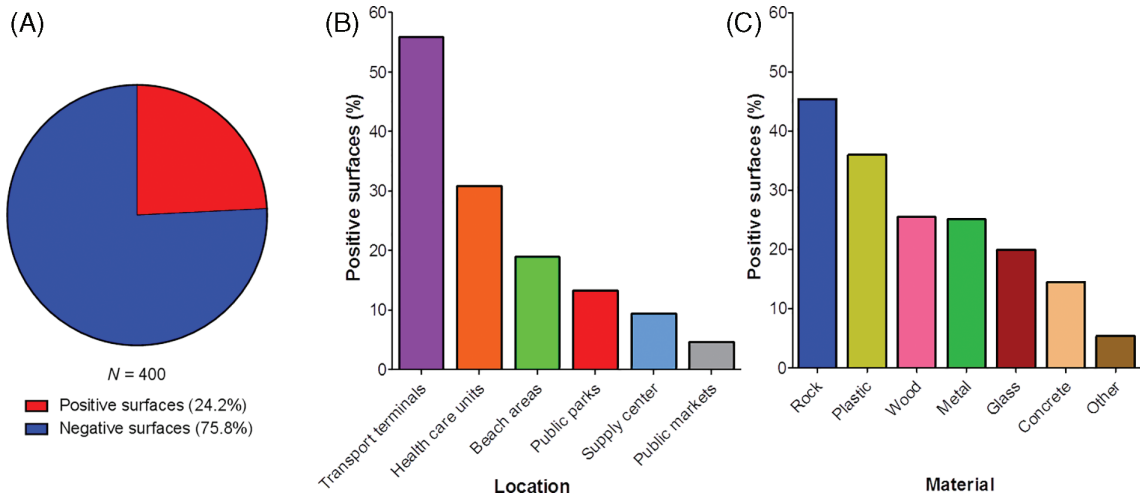 (A)
N = 400
Positive surfaces (24.2%)
Negative surfaces (75.8%)
(B)
Positive surfaces (%)
60
50
40
30
20
10
0
Transport terminals
Health care units
Beach areas
Public parks
Supply center
Public markets
Location
(C)
Positive surfaces (%)
60
50
40
30
20
10
0
Rock
Plastic
Wood
Metal
Glass
Concrete
Other
Material